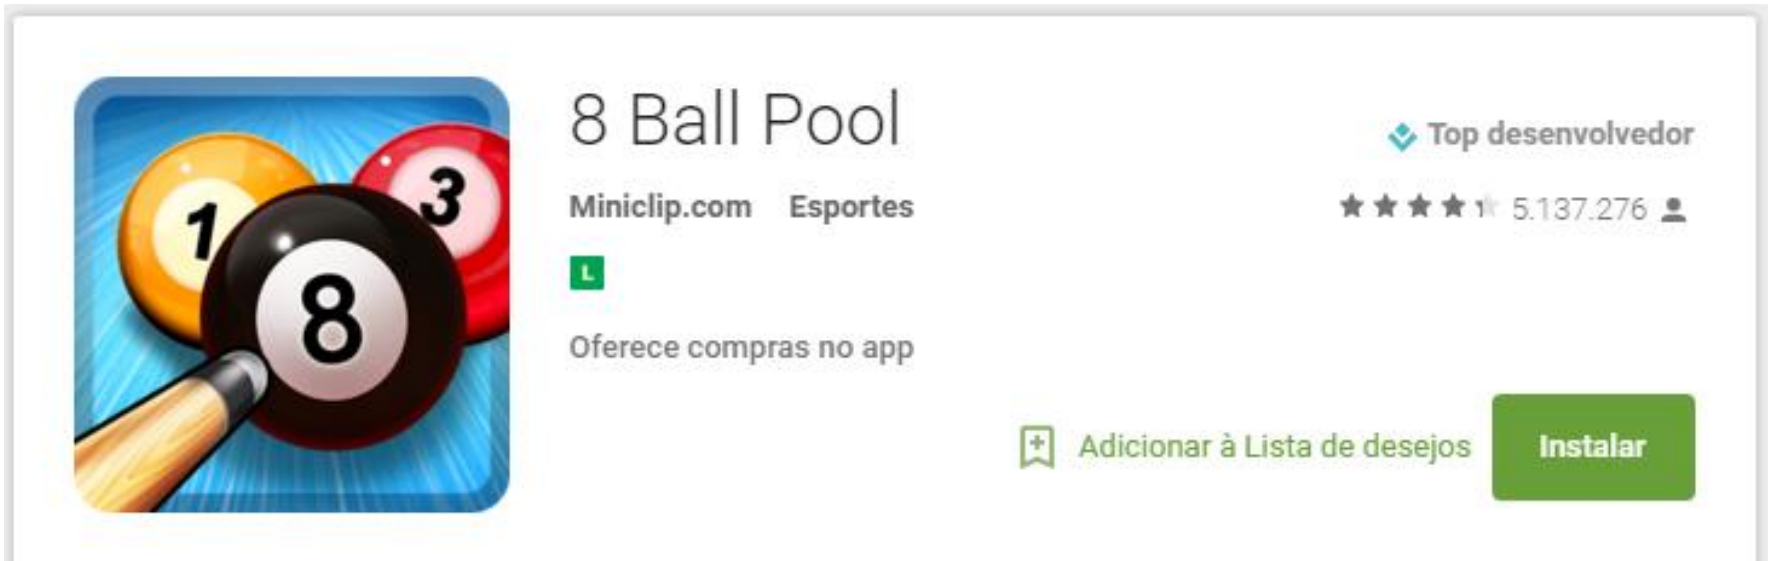 1
3
8
8 Ball Pool
Top desenvolvedor
Miniclip.com Esportes
5.137.276
L
Oferece compras no app
Adicionar à Lista de desejos
Instalar